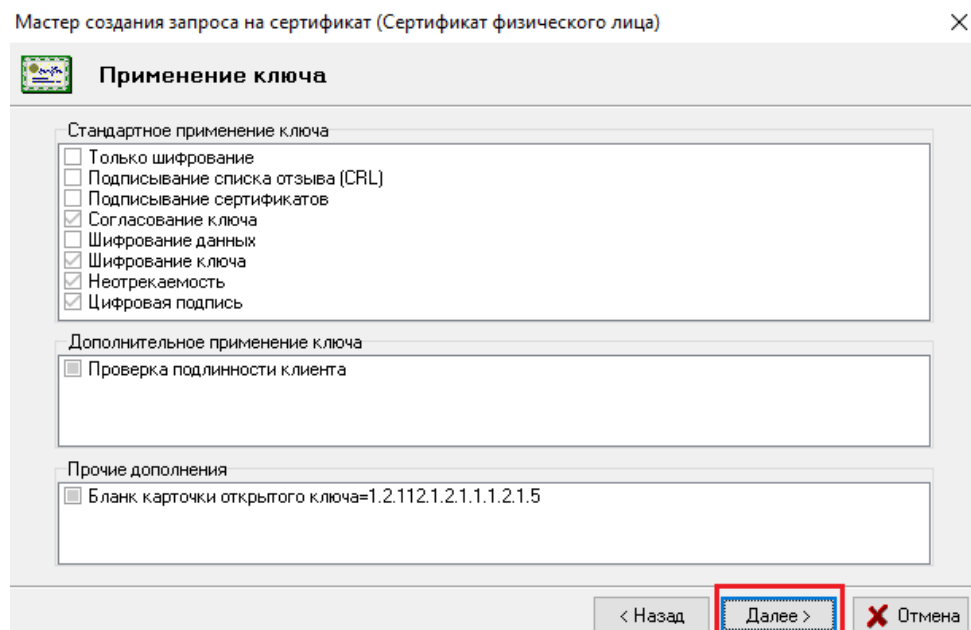 Мастер создания запроса на сертификат (Сертификат физического лица)
Применение ключа
Стандартное применение ключа
Только шифрование
Подписывание списка отзыва (CRL)
Подписывание сертификатов
Согласование ключа
Шифрование данных
Шифрование ключа
Неотрекаемость
Цифровая подпись
Дополнительное применение ключа
Проверка подлинности клиента
Прочие дополнения
Бланк карточки открытого ключа=1.2.112.1.2.1.1.1.2.1.5
< Назад
Далее >
Отмена